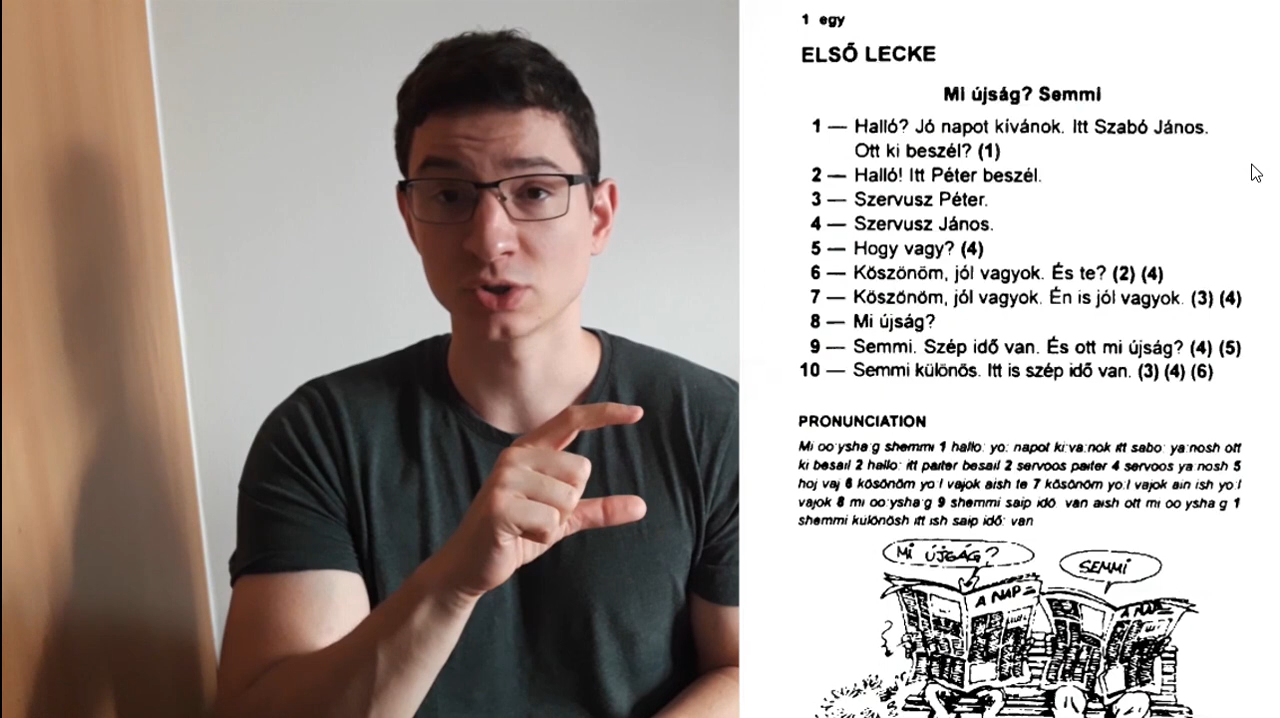 1 egy
ELSŐ LECKE
Mi újság? Semmi
1 — Halló? Jó napot kívánok. Itt Szabó János.
Ott ki beszél? (1)
2 — Halló! Itt Péter beszél.
3 — Szervusz Péter.
4 — Szervusz János.
5 — Hogy vagy? (4)
6 — Köszönöm, jól vagyok. És te? (2) (4)
7 — Köszönöm, jól vagyok. Én is jól vagyok. (3) (4)
8 — Mi újság?
9 — Semmi. Szép idő van. És ott mi újság? (4) (5)
10 — Semmi különös. Itt is szép idő van. (3) (4) (6)
PRONUNCIATION
Mi oo:ysha:g shemmi 1 hallo: yo: napot ki:va:nok itt sabo: ya:nosh ott
ki besail 2 hallo: itt paiter besail 2 servoos paiter 4 servoos ya:nosh 5
hoj vaj 6 kösönöm yo:l vajok aish te 7 kösönöm yo:l vajok ain ish yo:l
vajok 8 mi oo:ysha:g 9 shemmi saip idö: van aish ott mi oo:ysha:g 1
shemmi különösh itt ish saip idö: van
MI ÚJSÁG?
SEMMI
A NAP
A NAP